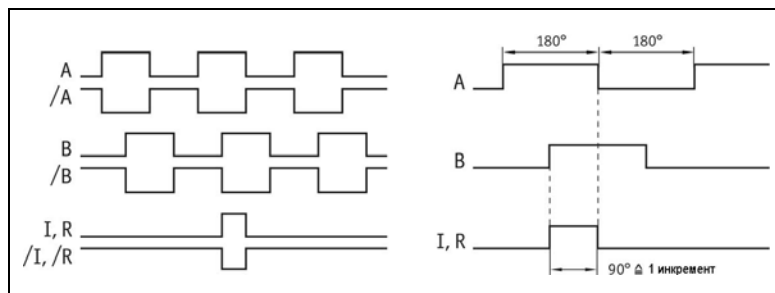 A
/A
B
/B
I, R
/I, /R
180° 180°
A
B
I, R
90° ≙ 1 инкремент